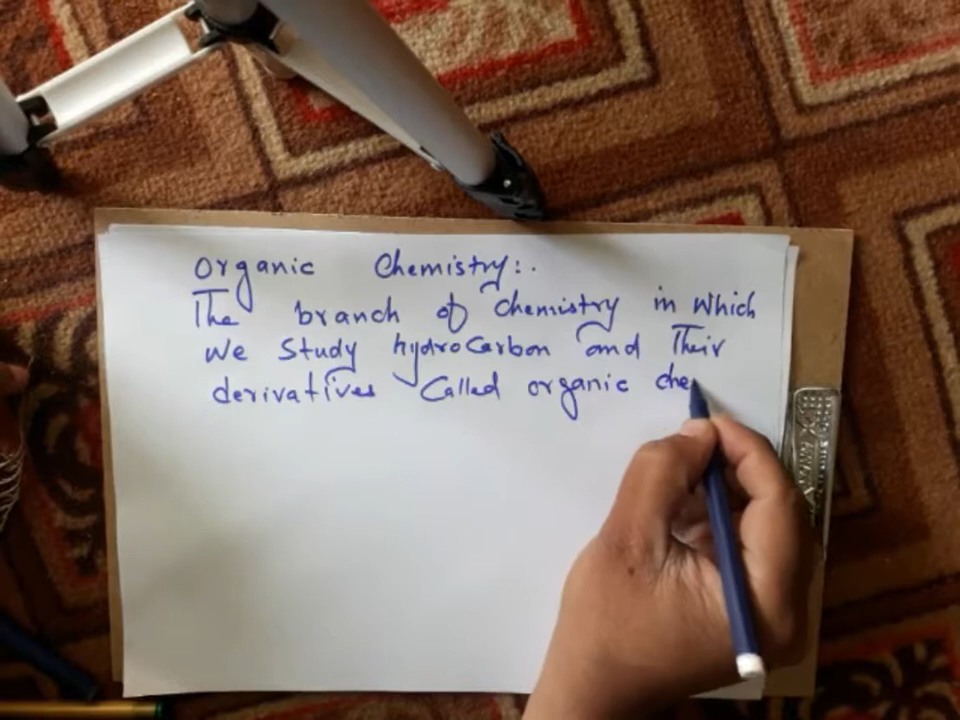 Organic Chemistry:.
The branch of Chemistry in which
we study hydrocarbon and Their
derivatives Called organic che